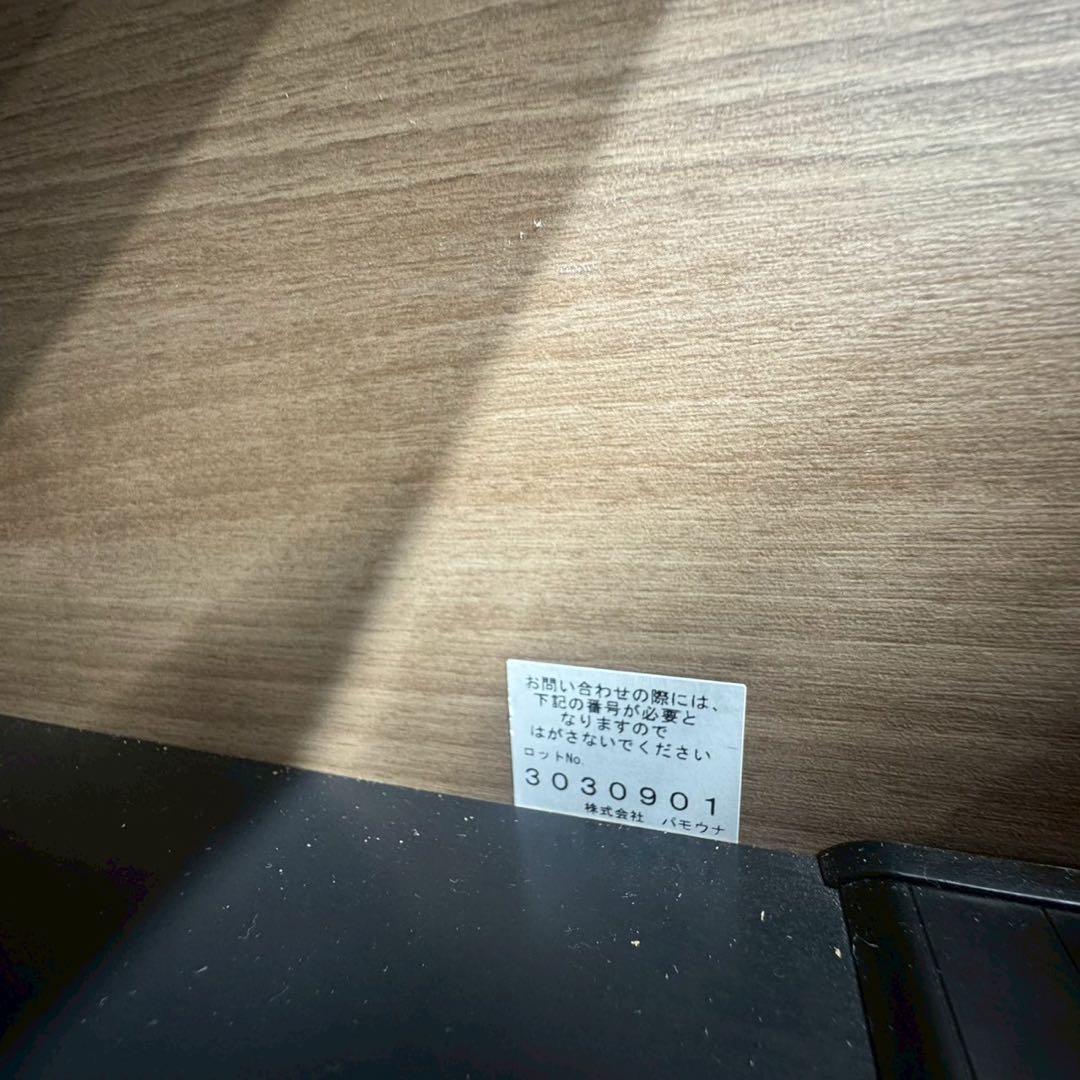 お問い合わせの際には、
下記の番号が必要と
なりますので
はがさないでください
ロットNo.
3030901
株式会社　パモウナ